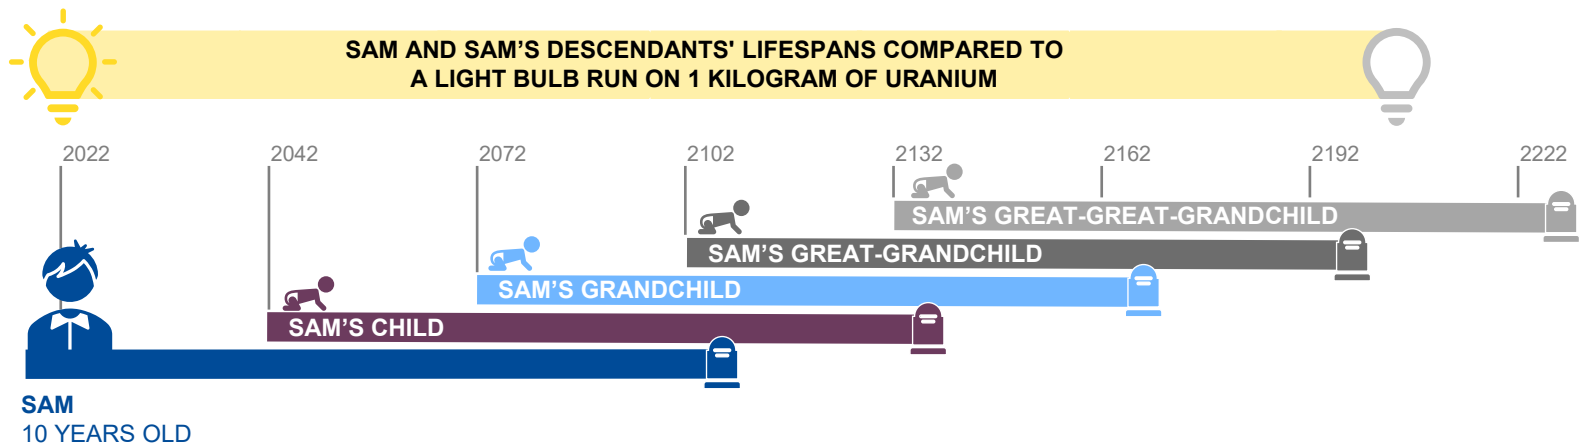 SAM AND SAM’S DESCENDANTS' LIFESPANS COMPARED TO
A LIGHT BULB RUN ON 1 KILOGRAM OF URANIUM
2022
2042
2072
2102
2132
2162
2192
2222
SAM’S GREAT-GREAT-GRANDCHILD
SAM’S GREAT-GRANDCHILD
SAM’S GRANDCHILD
SAM’S CHILD
SAM
10 YEARS OLD